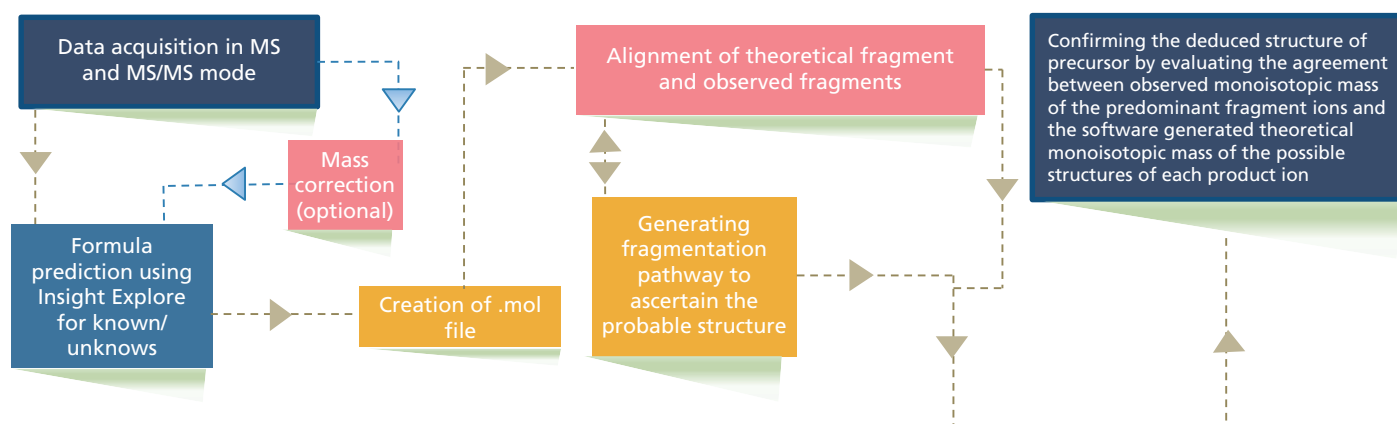 Data acquisition in MS
and MS/MS mode
Mass
correction
(optional)
Formula
prediction using
Insight Explore
for known/
unknows
Creation of .mol
file
Alignment of theoretical fragment
and observed fragments
Generating
fragmentation
pathway to
ascertain the
probable structure
Confirming the deduced structure of
precursor by evaluating the agreement
between observed monoisotopic mass
of the predominant fragment ions and
the software generated theoretical
monoisotopic mass of the possible
structures of each product ion